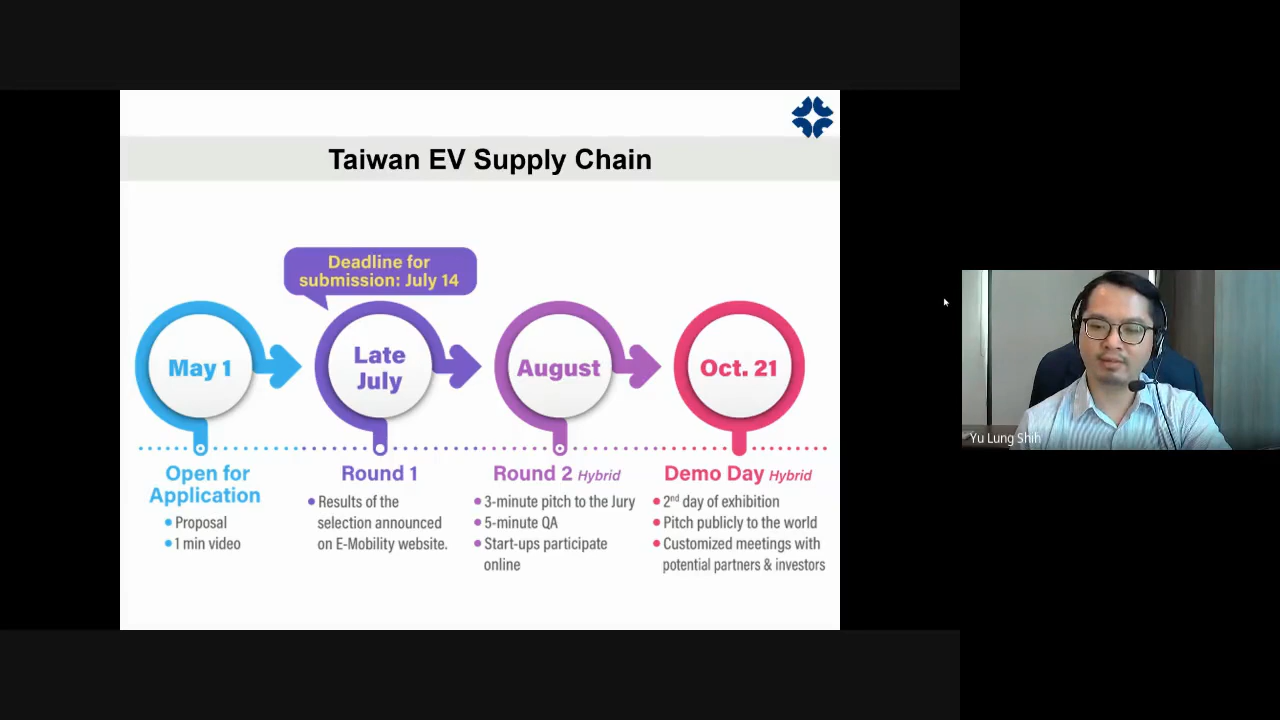 Taiwan EV Supply Chain
Deadline for
submission: July 14
May 1
Late
July
August
Oct. 21
Open for
Application
• Proposal
• 1 min video
Round 1
• Results of the
selection announced
on E-Mobility website.
Round 2 Hybrid
• 3-minute pitch to the Jury
• 5-minute QA
• Start-ups participate
online
Demo Day Hybrid
• 2nd day of exhibition
• Pitch publicly to the world
• Customized meetings with
potential partners & investors
Yu Lung Shih